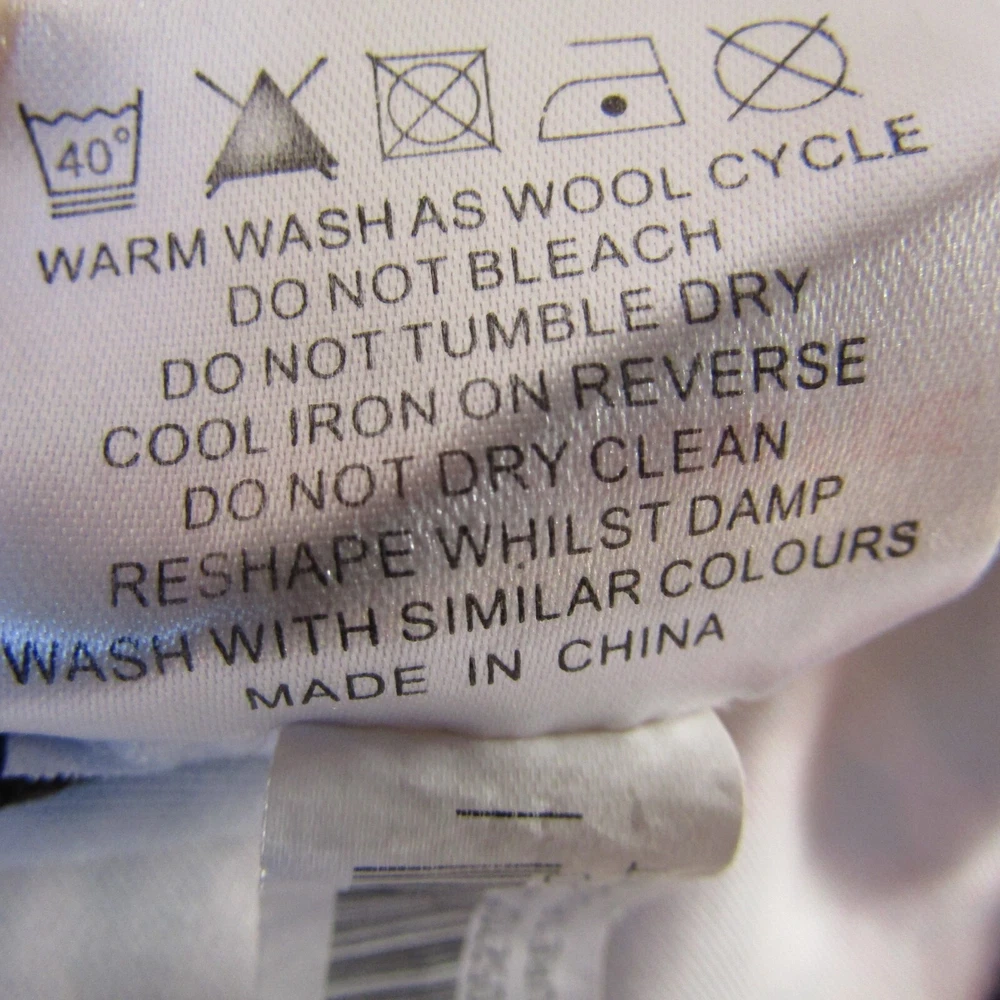 40°
WARM WASH AS WOOL CYCLE
DO NOT BLEACH
DO NOT TUMBLE DRY
COOL IRON ON REVERSE
DO NOT DRY CLEAN
RESHAPE WHILST DAMP
WASH WITH SIMILAR COLOURS
MADE IN CHINA